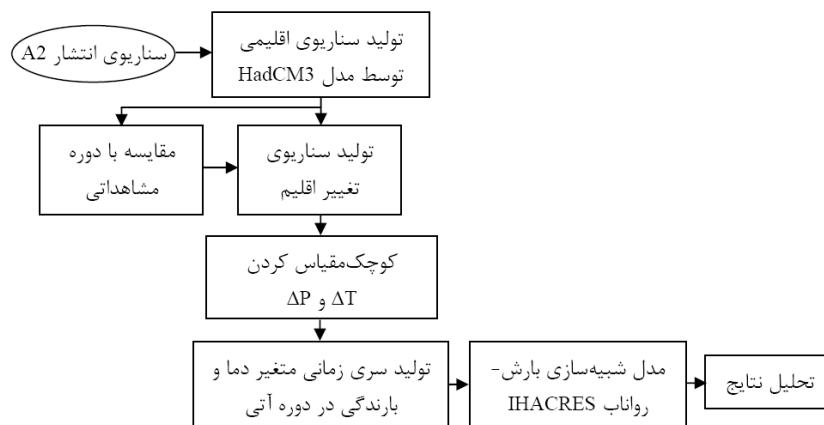 سناریوی انتشار A2
تولید سناریوی اقلیمی
توسط مدل HadCM3
مقایسه با دوره
مشاهداتی
تولید سناریوی
تغییر اقلیم
کوچک‌مقیاس کردن
ΔT و ΔP
تولید سری زمانی متغیر دما و
بارندگی در دوره آتی
مدل شبیه‌سازی بارش-
رواناب IHACRES
تحلیل نتایج